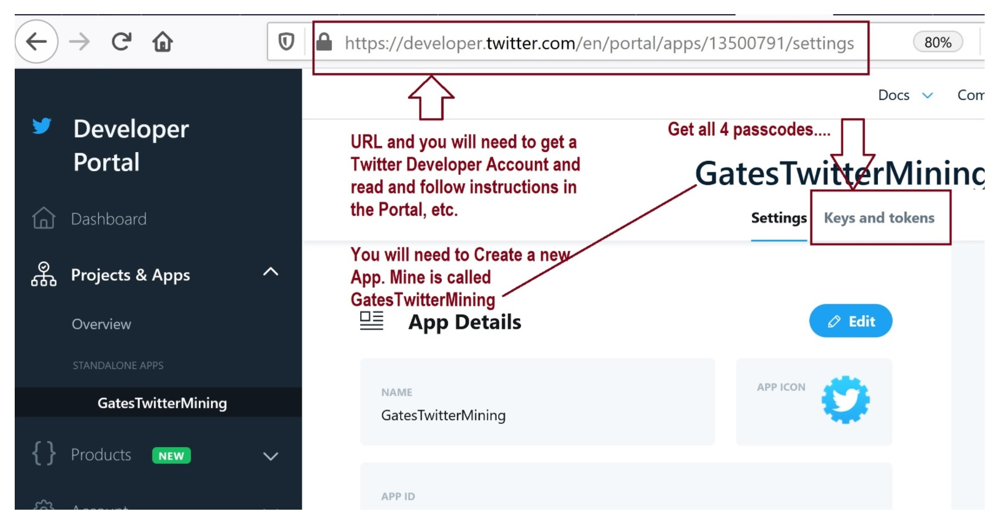 https://developer.twitter.com/en/portal/apps/13500791/settings
80%
Docs
Com
Developer
Portal
URL and you will need to get a
Twitter Developer Account and
read and follow instructions in
the Portal, etc.
Get all 4 passcodes....
GatesTwitterMining
Settings
Keys and tokens
Dashboard
Projects & Apps
Overview
STANDALONE APPS
GatesTwitterMining
Products NEW
Account
You will need to Create a new
App. Mine is called
GatesTwitterMining
App Details
Edit
NAME
GatesTwitterMining
APP ICON
APP ID